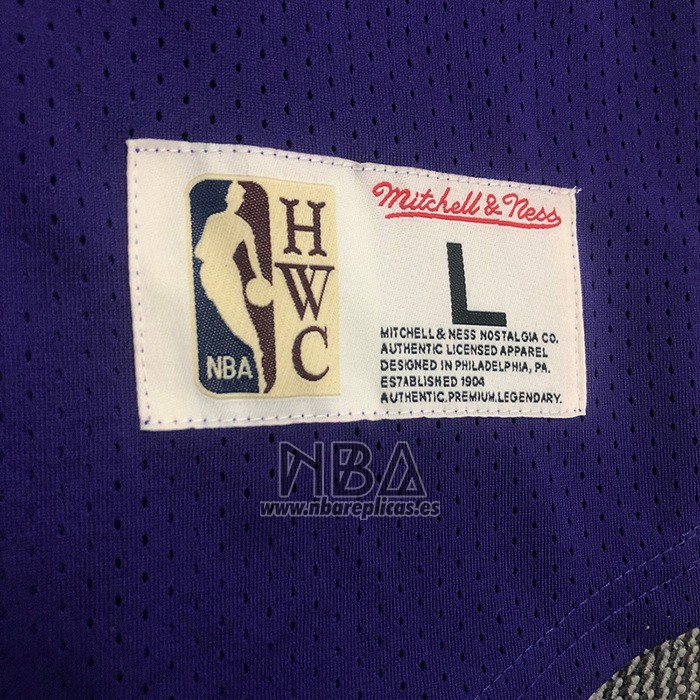 H
W
C
NBA
Mitchell & Ness
L
MITCHELL & NESS NOSTALGIA CO.
AUTHENTIC LICENSED APPAREL
DESIGNED IN PHILADELPHIA, PA.
ESTABLISHED 1904
AUTHENTIC.PREMIUM.LEGENDARY.
NBA
www.nbareplicas.es